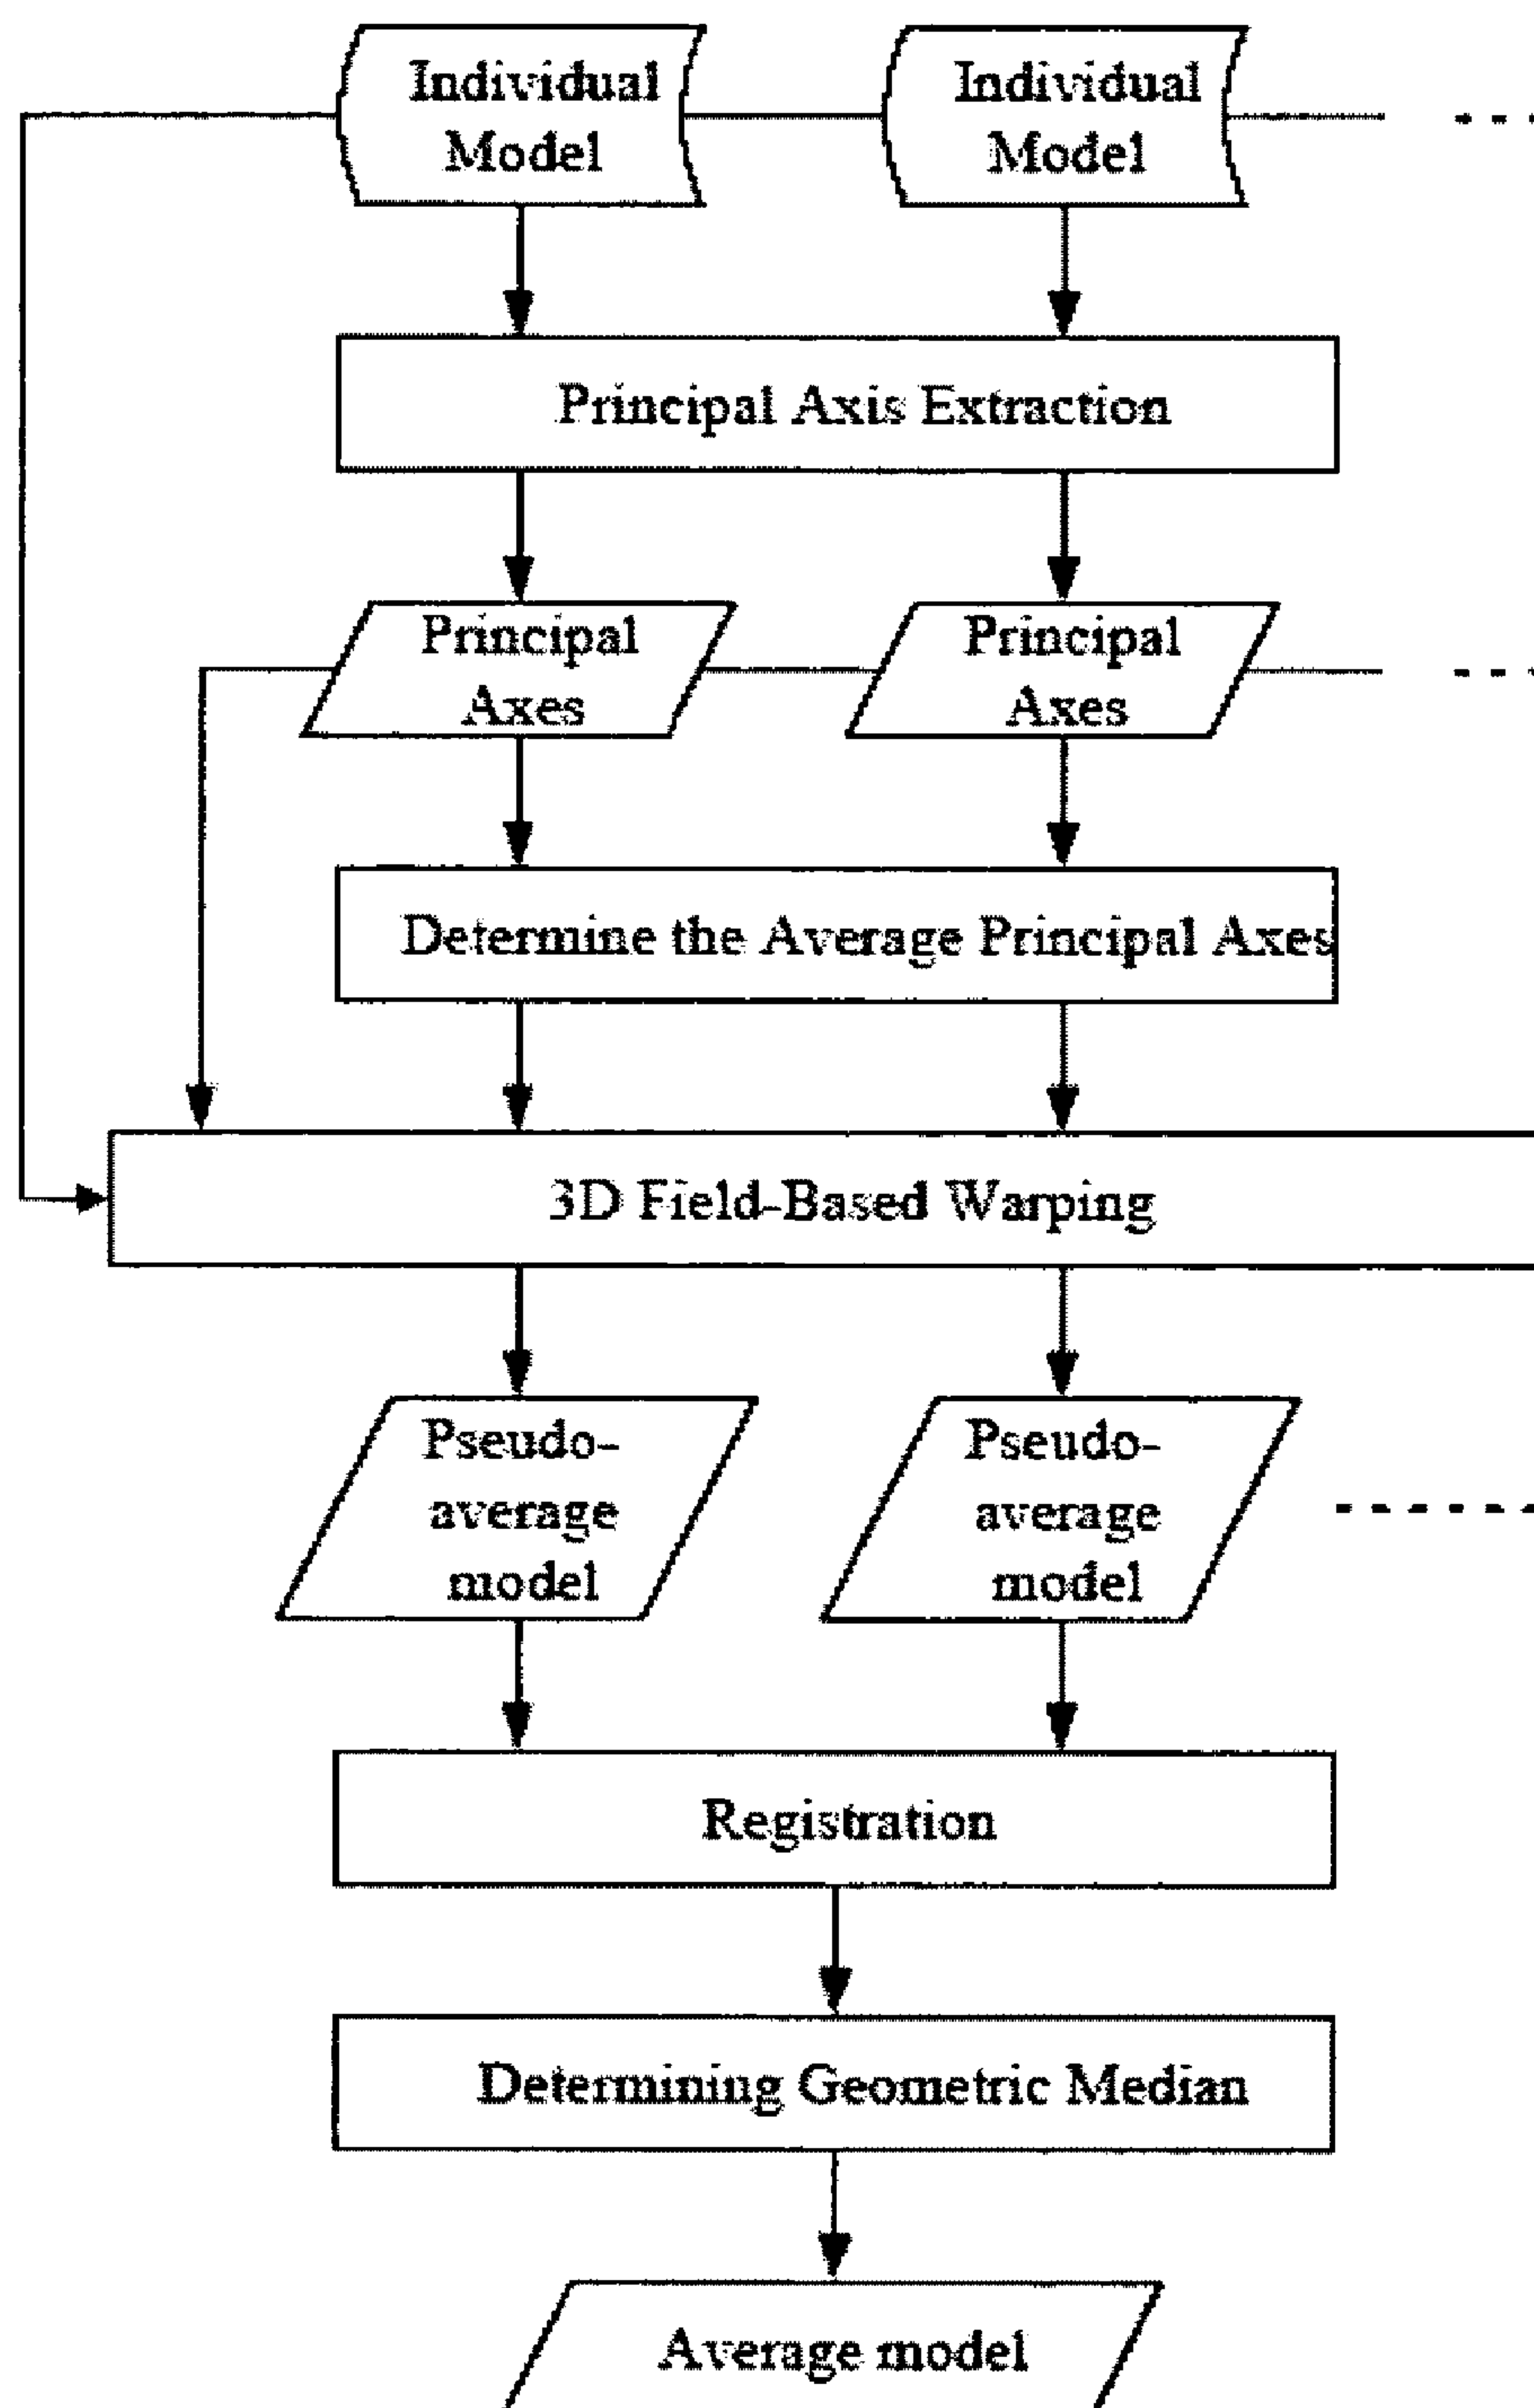 Individual
Model
Individual
Model
Principal Axis Extraction
Principal
Axes
Principal
Axes
Determine the Average Principal Axes
3D Field-Based Warping
Pseudo-
average
model
Pseudo-
average
model
Registration
Determining Geometric Median
Average model